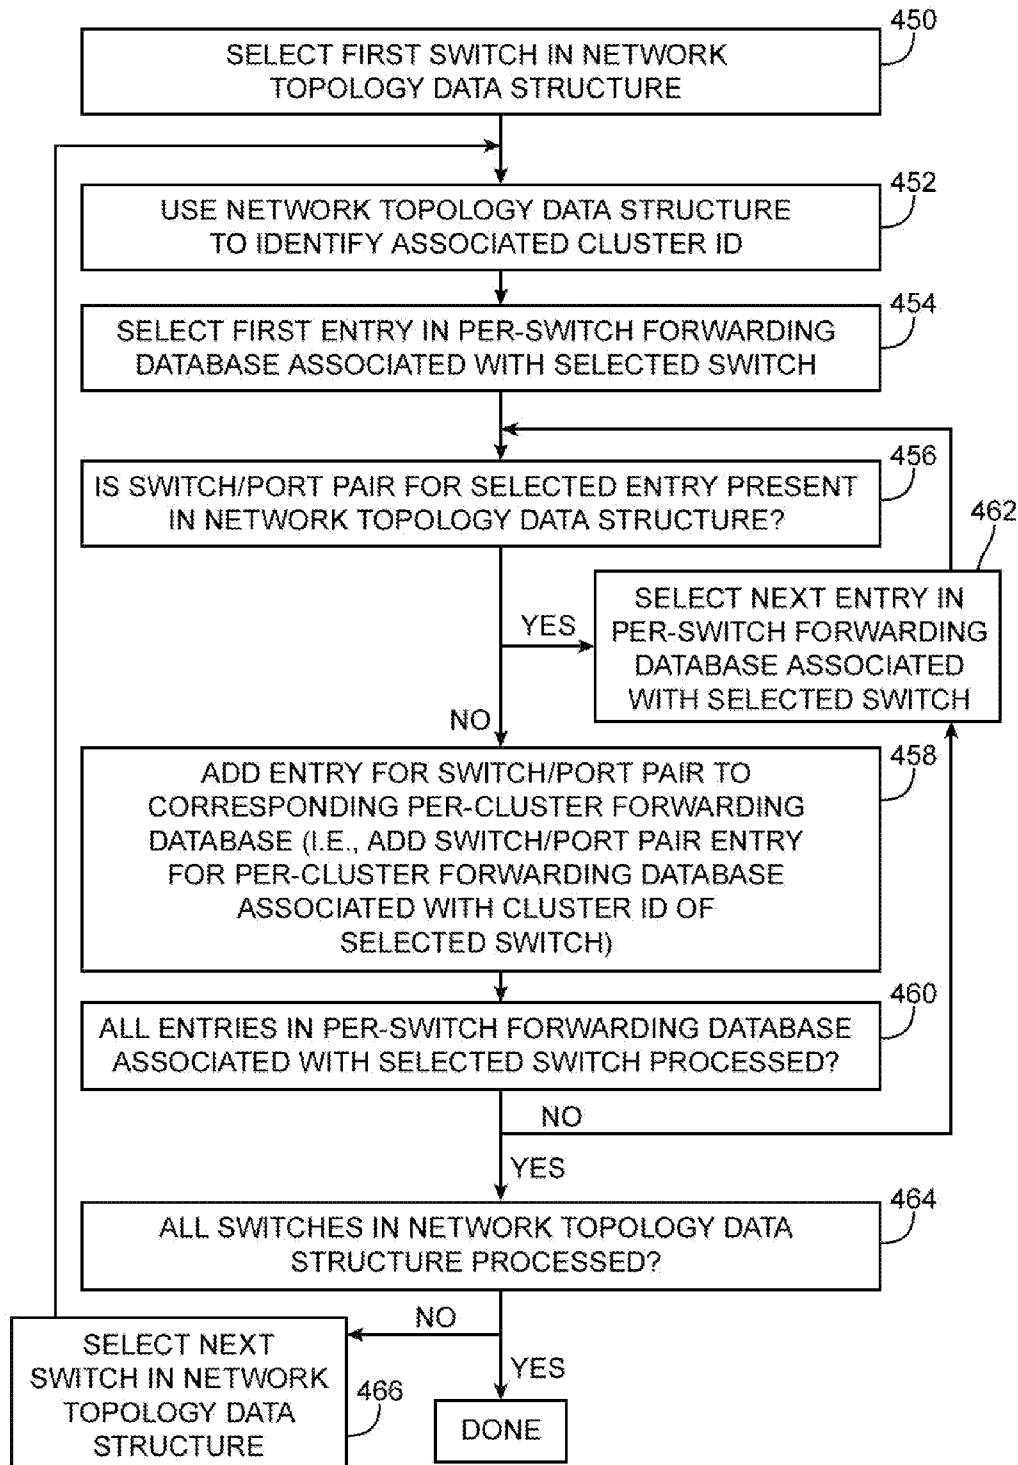 450
SELECT FIRST SWITCH IN NETWORK
TOPOLOGY DATA STRUCTURE
452
USE NETWORK TOPOLOGY DATA STRUCTURE
TO IDENTIFY ASSOCIATED CLUSTER ID
454
SELECT FIRST ENTRY IN PER-SWITCH FORWARDING
DATABASE ASSOCIATED WITH SELECTED SWITCH
456
IS SWITCH/PORT PAIR FOR SELECTED ENTRY PRESENT
IN NETWORK TOPOLOGY DATA STRUCTURE?
462
SELECT NEXT ENTRY IN
PER-SWITCH FORWARDING
DATABASE ASSOCIATED
WITH SELECTED SWITCH
YES
NO
458
ADD ENTRY FOR SWITCH/PORT PAIR TO
CORRESPONDING PER-CLUSTER FORWARDING
DATABASE (I.E., ADD SWITCH/PORT PAIR ENTRY
FOR PER-CLUSTER FORWARDING DATABASE
ASSOCIATED WITH CLUSTER ID OF
SELECTED SWITCH)
460
ALL ENTRIES IN PER-SWITCH FORWARDING DATABASE
ASSOCIATED WITH SELECTED SWITCH PROCESSED?
NO
YES
464
ALL SWITCHES IN NETWORK TOPOLOGY DATA
STRUCTURE PROCESSED?
NO
YES
SELECT NEXT
SWITCH IN NETWORK
TOPOLOGY DATA
STRUCTURE
466
DONE